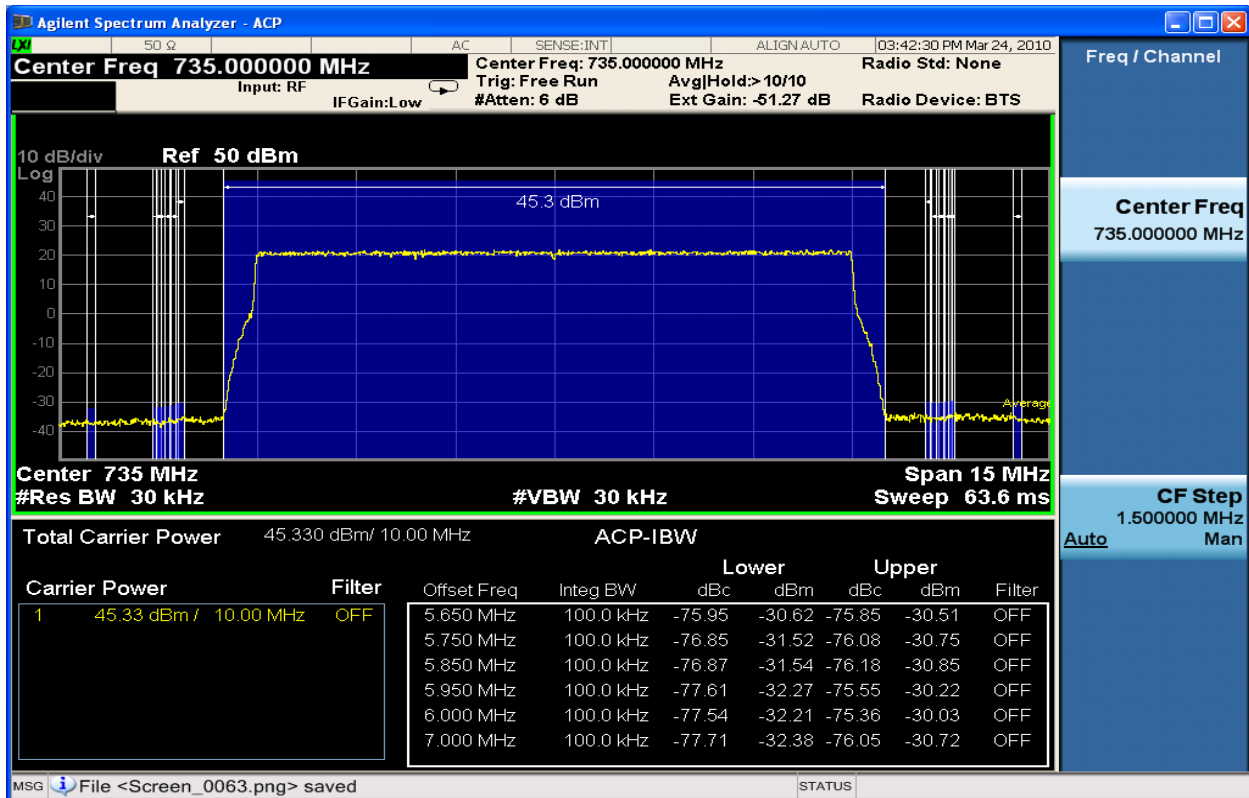 Agilent Spectrum Analyzer - ACP
LXI 50 Ω AC SENSE:INT ALIGN AUTO 03:42:30 PM Mar 24, 2010
Center Freq 735.000000 MHz
Input: RF
IFGain:Low
Center Freq: 735.000000 MHz
Trig: Free Run
#Atten: 6 dB
Avg|Hold:>10/10
Ext Gain: -51.27 dB
Radio Std: None
Radio Device: BTS
Freq / Channel
Center Freq
735.000000 MHz
CF Step
1.500000 MHz
Auto Man
10 dB/div Ref 50 dBm
Log
40
30
20
10
0
-10
-20
-30
-40
45.3 dBm
Average
Center 735 MHz Span 15 MHz
#Res BW 30 kHz #VBW 30 kHz Sweep 63.6 ms
Total Carrier Power 45.330 dBm/ 10.00 MHz ACP-IBW
Lower Upper
Carrier Power Filter Offset Freq Integ BW dBc dBm dBc dBm Filter
1 45.33 dBm / 10.00 MHz OFF
5.650 MHz 100.0 kHz -75.95 -30.62 -75.85 -30.51 OFF
5.750 MHz 100.0 kHz -76.85 -31.52 -76.08 -30.75 OFF
5.850 MHz 100.0 kHz -76.87 -31.54 -76.18 -30.85 OFF
5.950 MHz 100.0 kHz -77.61 -32.27 -75.55 -30.22 OFF
6.000 MHz 100.0 kHz -77.54 -32.21 -75.36 -30.03 OFF
7.000 MHz 100.0 kHz -77.71 -32.38 -76.05 -30.72 OFF
MSG File <Screen_0063.png> saved STATUS